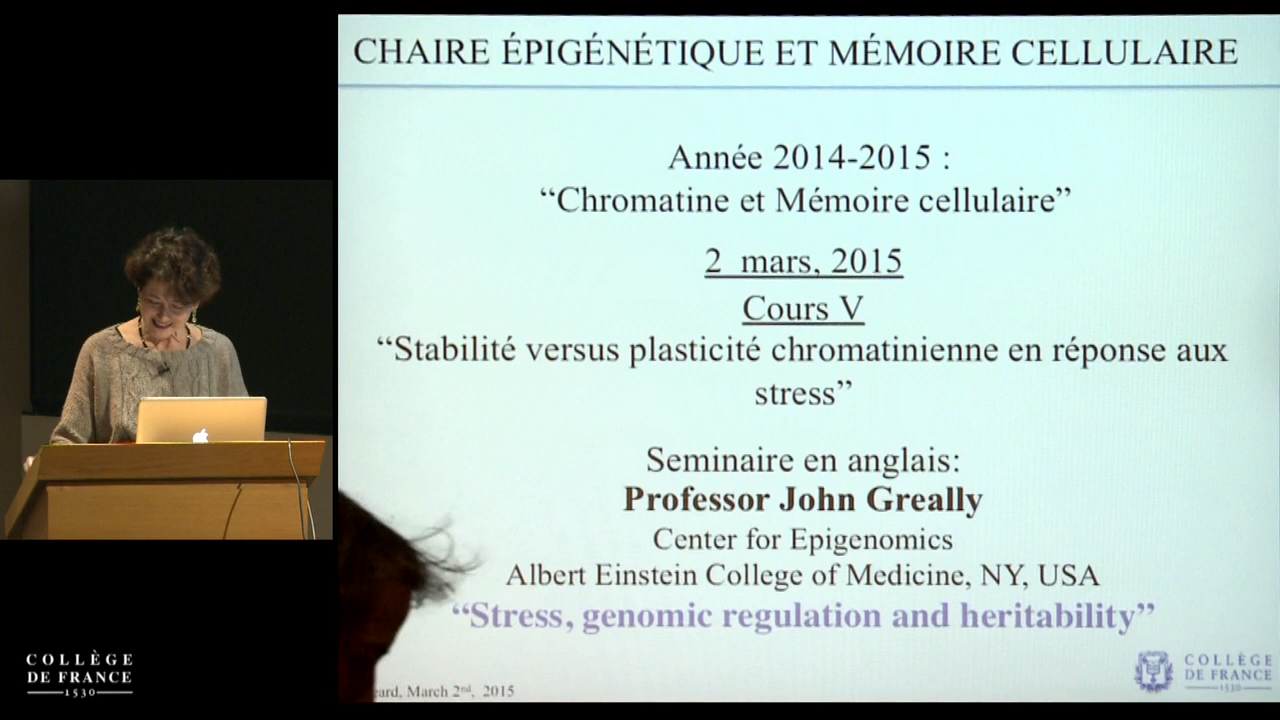 CHAIRE ÉPIGÉNÉTIQUE ET MÉMOIRE CELLULAIRE
Année 2014-2015 :
“Chromatine et Mémoire cellulaire”
2 mars, 2015
Cours V
“Stabilité versus plasticité chromatinienne en réponse aux
stress”
Seminaire en anglais:
Professor John Greally
Center for Epigenomics
Albert Einstein College of Medicine, NY, USA
“Stress, genomic regulation and heritability”
March 2nd, 2015
COLLÈGE
DE FRANCE
1530
COLLÈGE
DE FRANCE
1530